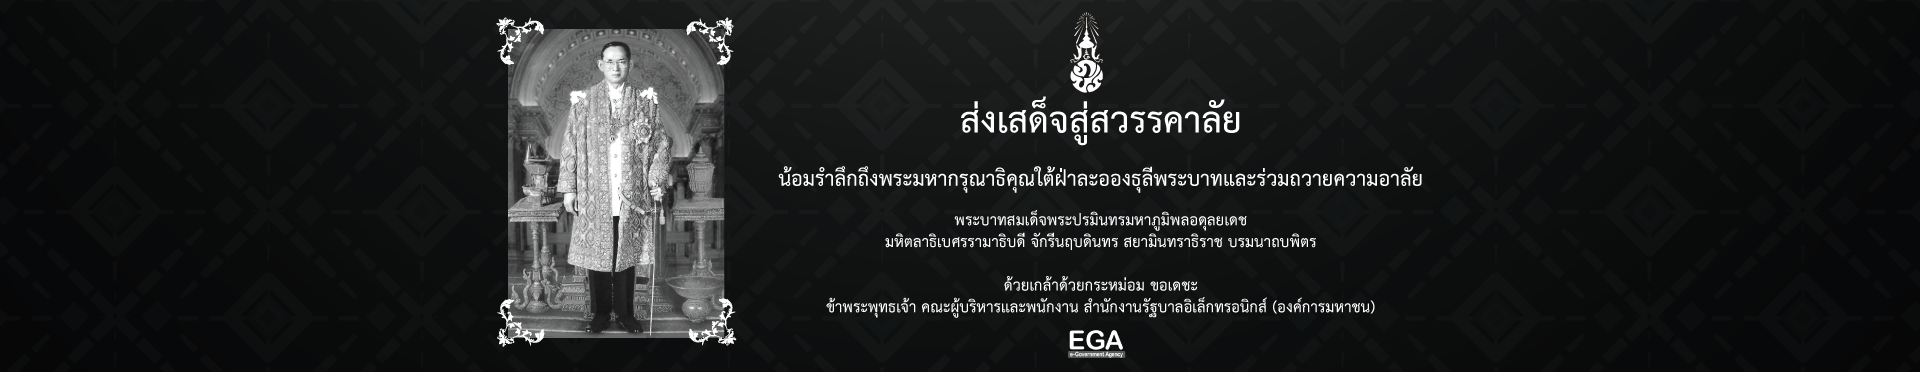 ส่งเสด็จสู่สวรรคาลัย
น้อมรำลึกถึงพระมหากรุณาธิคุณใต้ฝ่าละอองธุลีพระบาทและร่วมถวายความอาลัย
พระบาทสมเด็จพระปรมินทรมหาภูมิพลอดุลยเดช
มหิตลาธิเบศรรามาธิบดี จักรีนฤบดินทร สยามินทราธิราช บรมนาถบพิตร
ด้วยเกล้าด้วยกระหม่อม ขอเดชะ
ข้าพระพุทธเจ้า คณะผู้บริหารและพนักงาน สำนักงานรัฐบาลอิเล็กทรอนิกส์ (องค์การมหาชน)
EGA
e-Government Agency